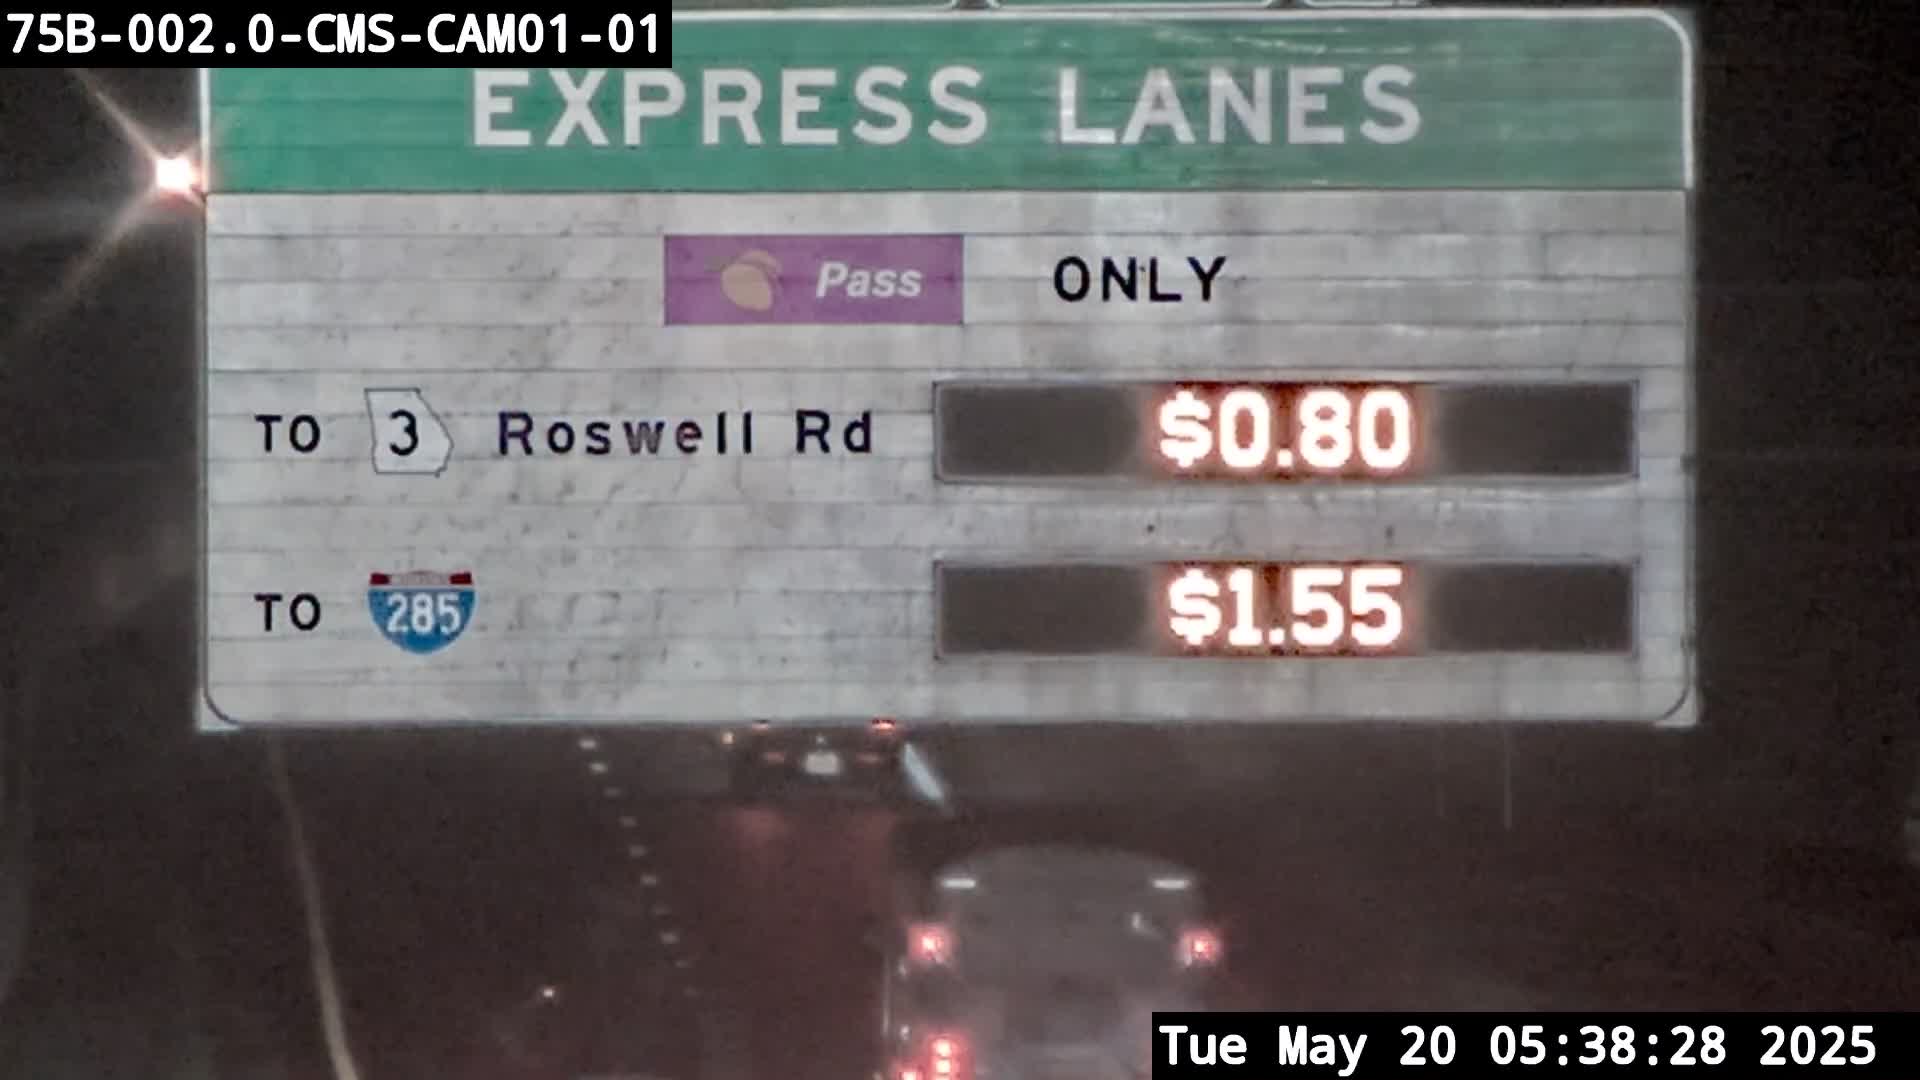 75B-002.0-CMS-CAM01-01
EXPRESS LANES
Pass ONLY
TO 3 Roswell Rd $0.80
TO 285 $1.55
Tue May 20 05:38:28 2025